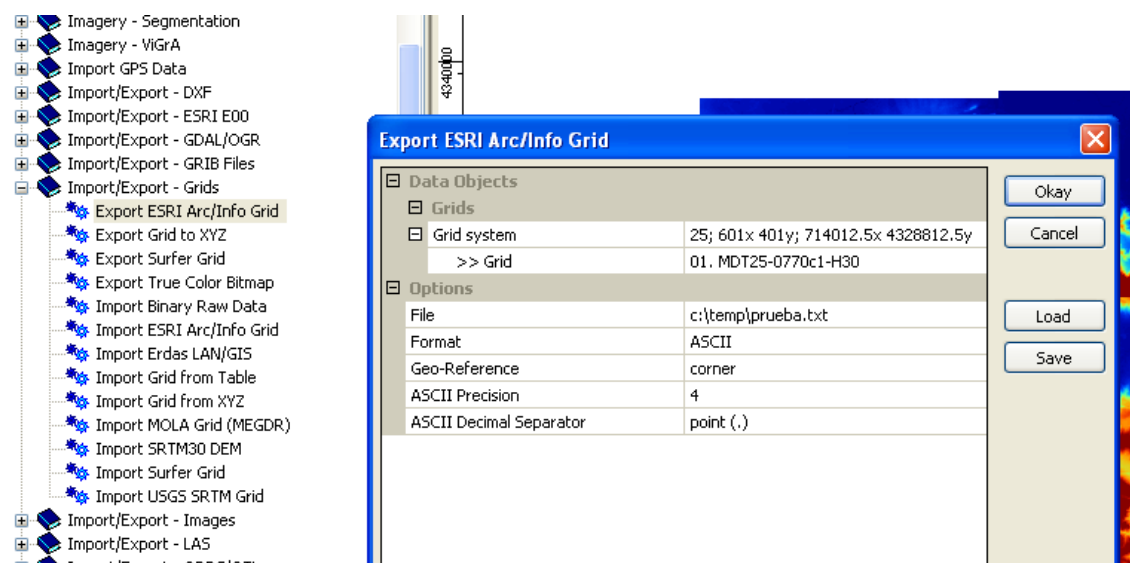 Imagery - Segmentation
Imagery - ViGrA
Import GPS Data
Import/Export - DXF
Import/Export - ESRI E00
Import/Export - GDAL/OGR
Import/Export - GRIB Files
Import/Export - Grids
Export ESRI Arc/Info Grid
Export Grid to XYZ
Export Surfer Grid
Export True Color Bitmap
Import Binary Raw Data
Import ESRI Arc/Info Grid
Import Erdas LAN/GIS
Import Grid from Table
Import Grid from XYZ
Import MOLA Grid (MEGDR)
Import SRTM30 DEM
Import Surfer Grid
Import USGS SRTM Grid
Import/Export - Images
Import/Export - LAS
4340000
Export ESRI Arc/Info Grid
Data Objects
Grids
Grid system 25; 601x 401y; 714012.5x 4328812.5y
>> Grid 01. MDT25-0770c1-H30
Options
File c:\temp\prueba.txt
Format ASCII
Geo-Reference corner
ASCII Precision 4
ASCII Decimal Separator point (.)
Okay
Cancel
Load
Save